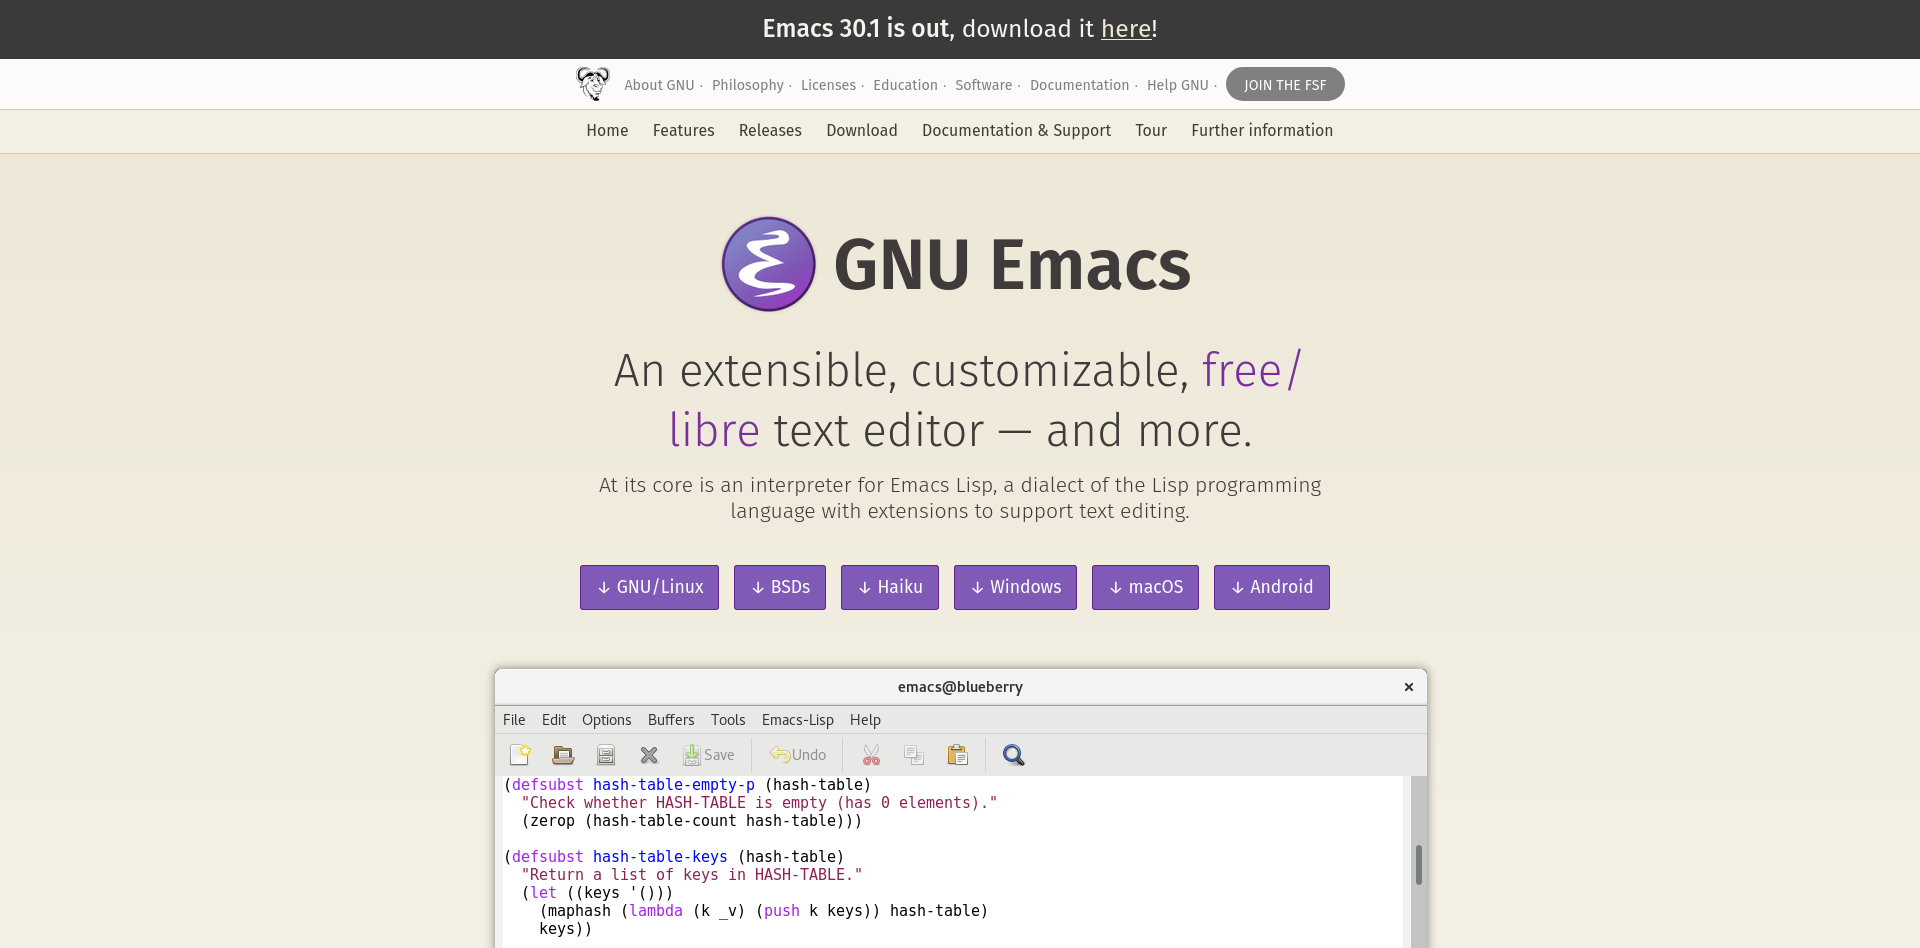 Emacs 30.1 is out, download it here!
About GNU · Philosophy · Licenses · Education · Software · Documentation · Help GNU · JOIN THE FSF
Home Features Releases Download Documentation & Support Tour Further information
GNU Emacs
An extensible, customizable, free/
libre text editor — and more.
At its core is an interpreter for Emacs Lisp, a dialect of the Lisp programming
language with extensions to support text editing.
↓ GNU/Linux ↓ BSDs ↓ Haiku ↓ Windows ↓ macOS ↓ Android
emacs@blueberry
File Edit Options Buffers Tools Emacs-Lisp Help
Save Undo
(defsubst hash-table-empty-p (hash-table)
  "Check whether HASH-TABLE is empty (has 0 elements)."
  (zerop (hash-table-count hash-table)))
(defsubst hash-table-keys (hash-table)
  "Return a list of keys in HASH-TABLE."
  (let ((keys '()))
    (maphash (lambda (k _v) (push k keys)) hash-table)
    keys))